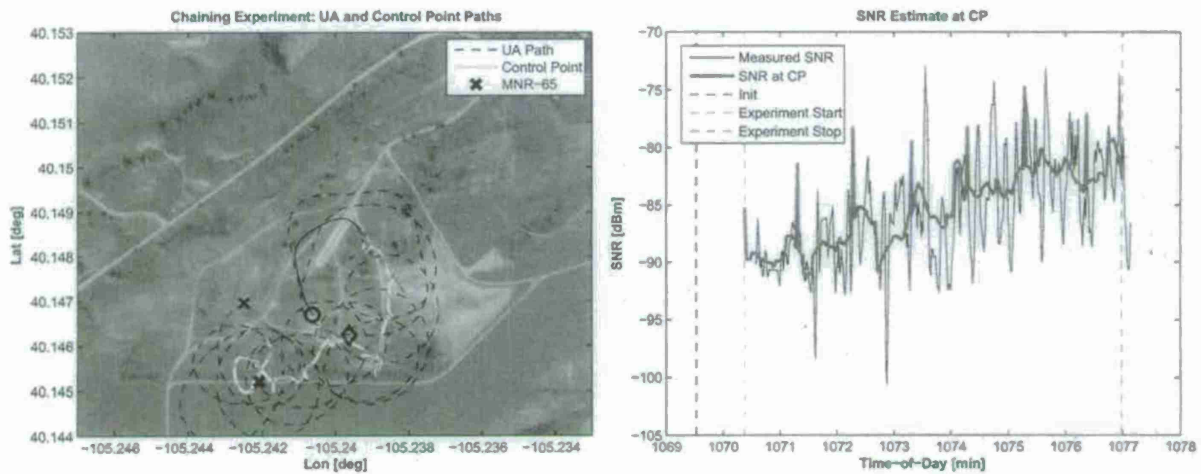 Chaining Experiment: UA and Control Point Paths
40.153
40.152
40.151
40.15
40.149
40.148
40.147
40.146
40.145
40.144
Lat [deg]
UA Path
Control Point
MNR-65
−105.246
−105.244
−105.242
−105.24
−105.238
−105.236
−105.234
Lon [deg]
SNR Estimate at CP
−70
−75
−80
−85
−90
−95
−100
−105
SNR [dBm]
Measured SNR
SNR at CP
Init
Experiment Start
Experiment Stop
1069
1070
1071
1072
1073
1074
1075
1076
1077
1078
Time−of−Day [min]